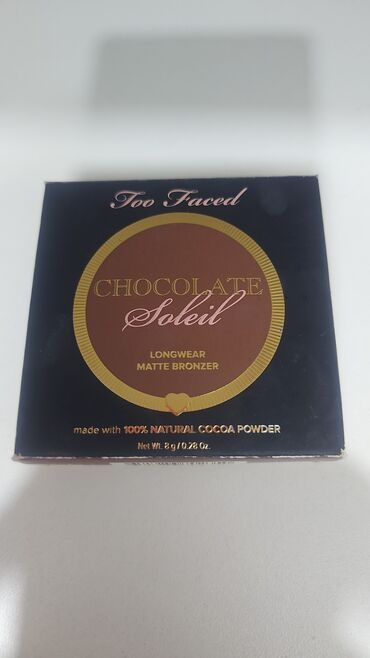 Too Faced
CHOCOLATE
Soleil
LONGWEAR
MATTE BRONZER
made with 100% NATURAL COCOA POWDER
Net Wt. 8 g / 0.28 Oz.